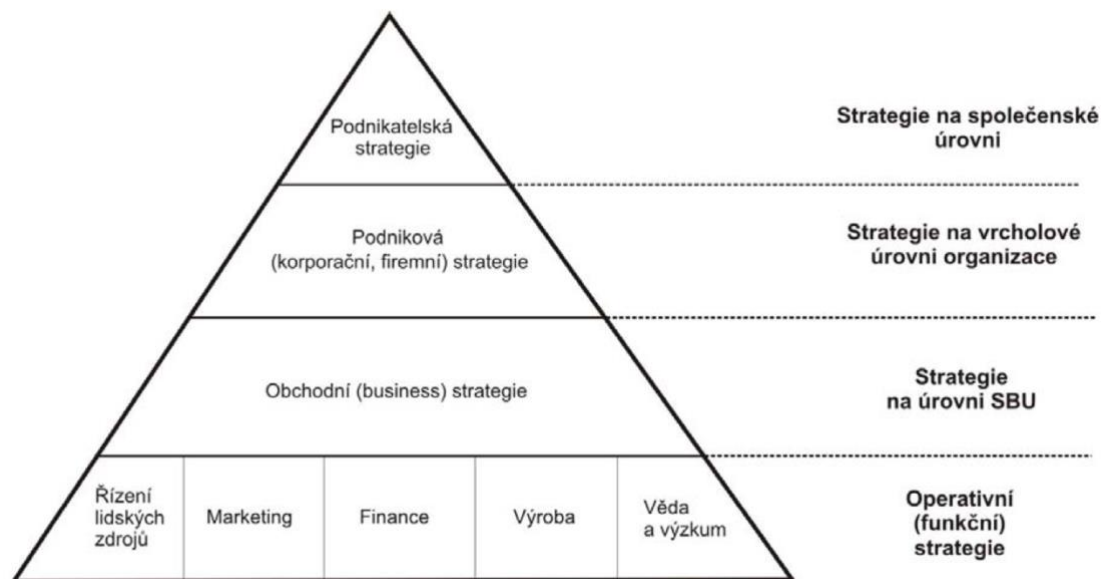 Podnikatelská
strategie
Strategie na společenské
úrovni
Podniková
(korporační, firemní) strategie
Strategie na vrcholové
úrovni organizace
Obchodní (business) strategie
Strategie
na úrovni SBU
Řízení
lidských
zdrojů
Marketing
Finance
Výroba
Věda
a výzkum
Operativní
(funkční)
strategie